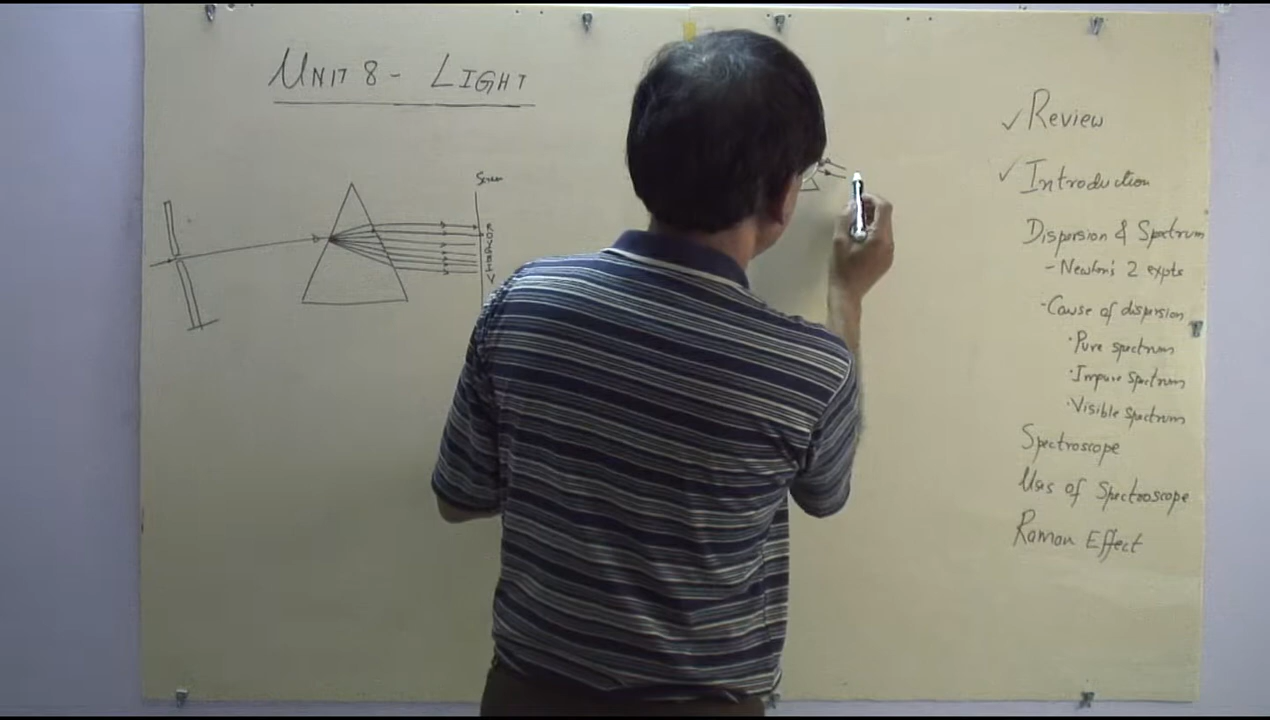 UNIT 8 - LIGHT
Screen
R
O
Y
G
B
I
V
✓ Review
✓ Introduction
Dispersion & Spectrum
- Newton's 2 expts
- Cause of dispersion
· Pure spectrum
· Impure spectrum
· Visible spectrum
Spectroscope
Uses of Spectroscope
Raman Effect